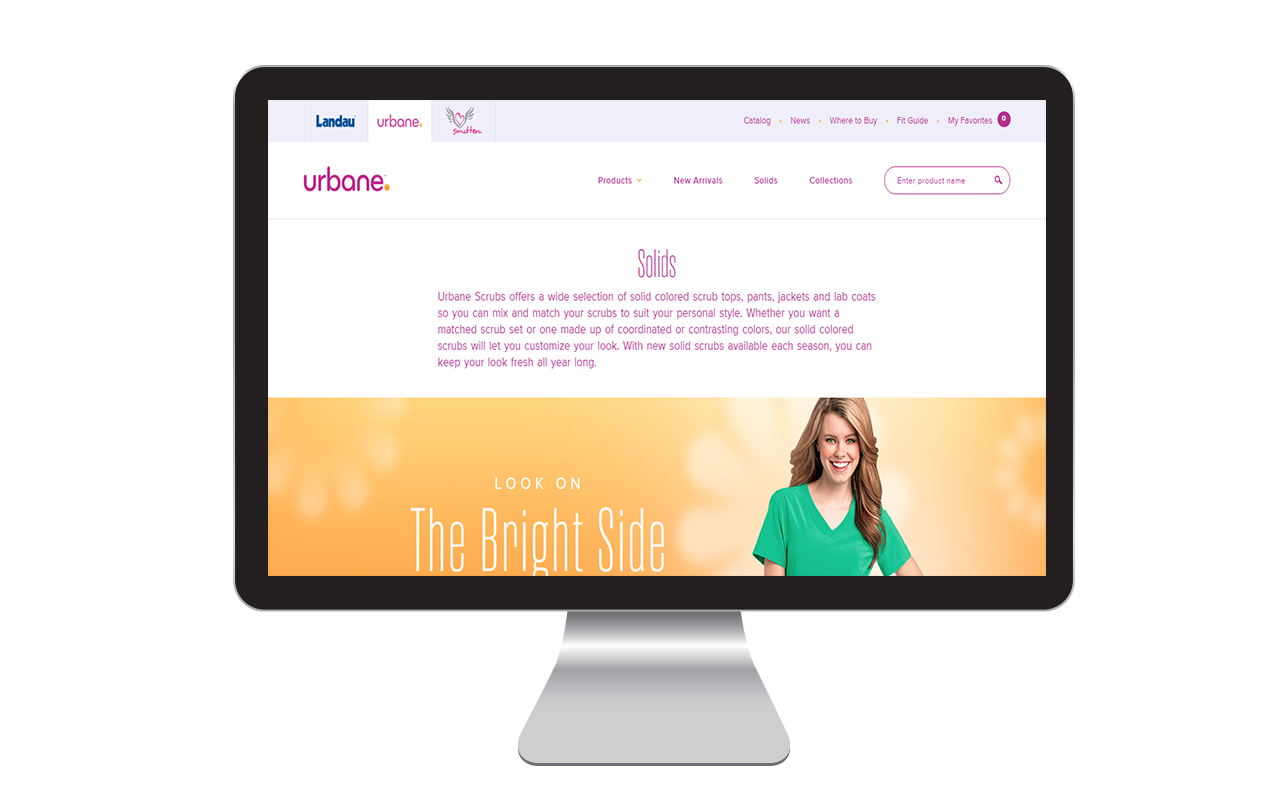 Landau
urbane
smitten
Catalog • News • Where to Buy • Fit Guide • My Favorites 0
urbane
Products New Arrivals Solids Collections Enter product name
Solids
Urbane Scrubs offers a wide selection of solid colored scrub tops, pants, jackets and lab coats
so you can mix and match your scrubs to suit your personal style. Whether you want a
matched scrub set or one made up of coordinated or contrasting colors, our solid colored
scrubs will let you customize your look. With new solid scrubs available each season, you can
keep your look fresh all year long.
LOOK ON
The Bright Side